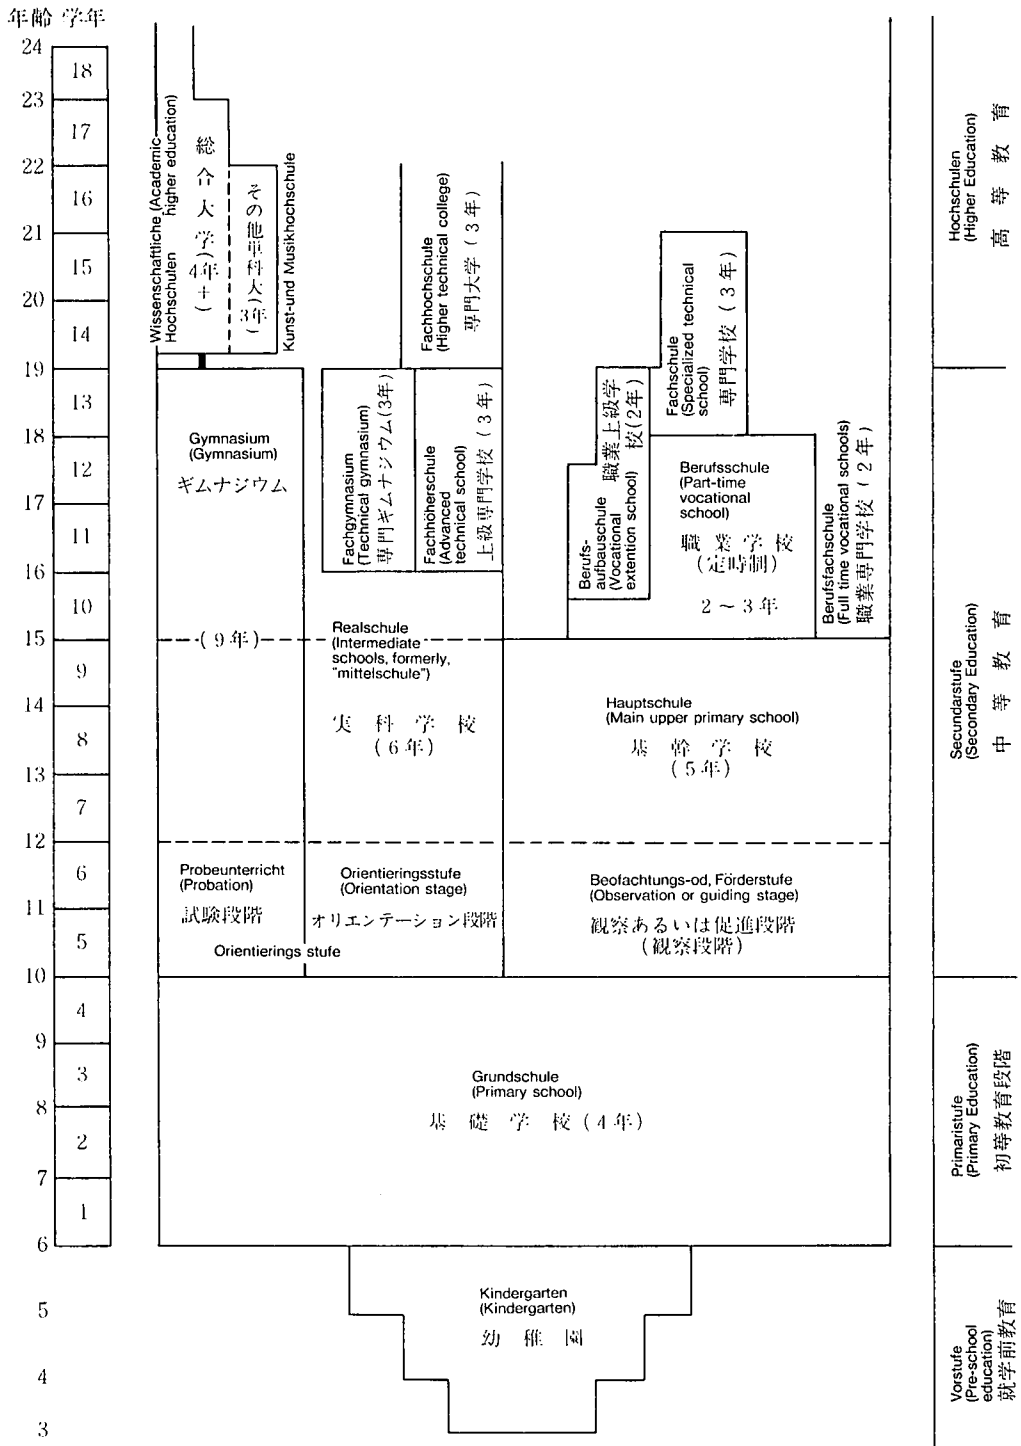 年齢 学年
24
18
23
17
22
16
21
15
20
14
19
13
18
12
17
11
16
10
15
9
14
8
13
7
12
6
11
5
10
4
9
3
8
2
7
1
6
5
4
3
Wissenschaftliche (Academic
Hochschulen higher education)
総合大学(4年+)
その他単科大(3年)
Kunst-und Musikhochschule
Fachhochschule
(Higher technical college)
専門大学(3年)
Fachschule
(Specialized technical
school)
専門学校(3年)
Gymnasium
(Gymnasium)
ギムナジウム
(9年)
Fachgymnasium
(Technical gymnasium)
専門ギムナジウム(3年)
Fachhöherschule
(Advanced
technical school)
上級専門学校(3年)
Berufs-
aufbauschule
(Vocational
extention school)
職業上級学
校(2年)
Berufsschule
(Part-time
vocational
school)
職業学校
(定時制)
2〜3年
Berufsfachschule
(Full time vocational schools)
職業専門学校(2年)
Realschule
(Intermediate
schools, formerly,
"mittelschule")
実科学校
(6年)
Hauptschule
(Main upper primary school)
基幹学校
(5年)
Probeunterricht
(Probation)
試験段階
Orientieringsstufe
(Orientation stage)
オリエンテーション段階
Beofachtungs-od, Förderstufe
(Observation or guiding stage)
観察あるいは促進段階
(観察段階)
Orientierings stufe
Grundschule
(Primary school)
基礎学校(4年)
Kindergarten
(Kindergarten)
幼稚園
Hochschulen
(Higher Education)
高等教育
Secundarstufe
(Secondary Education)
中等教育
Primaristufe
(Primary Education)
初等教育段階
Vorstufe
(Pre-school
education)
就学前教育